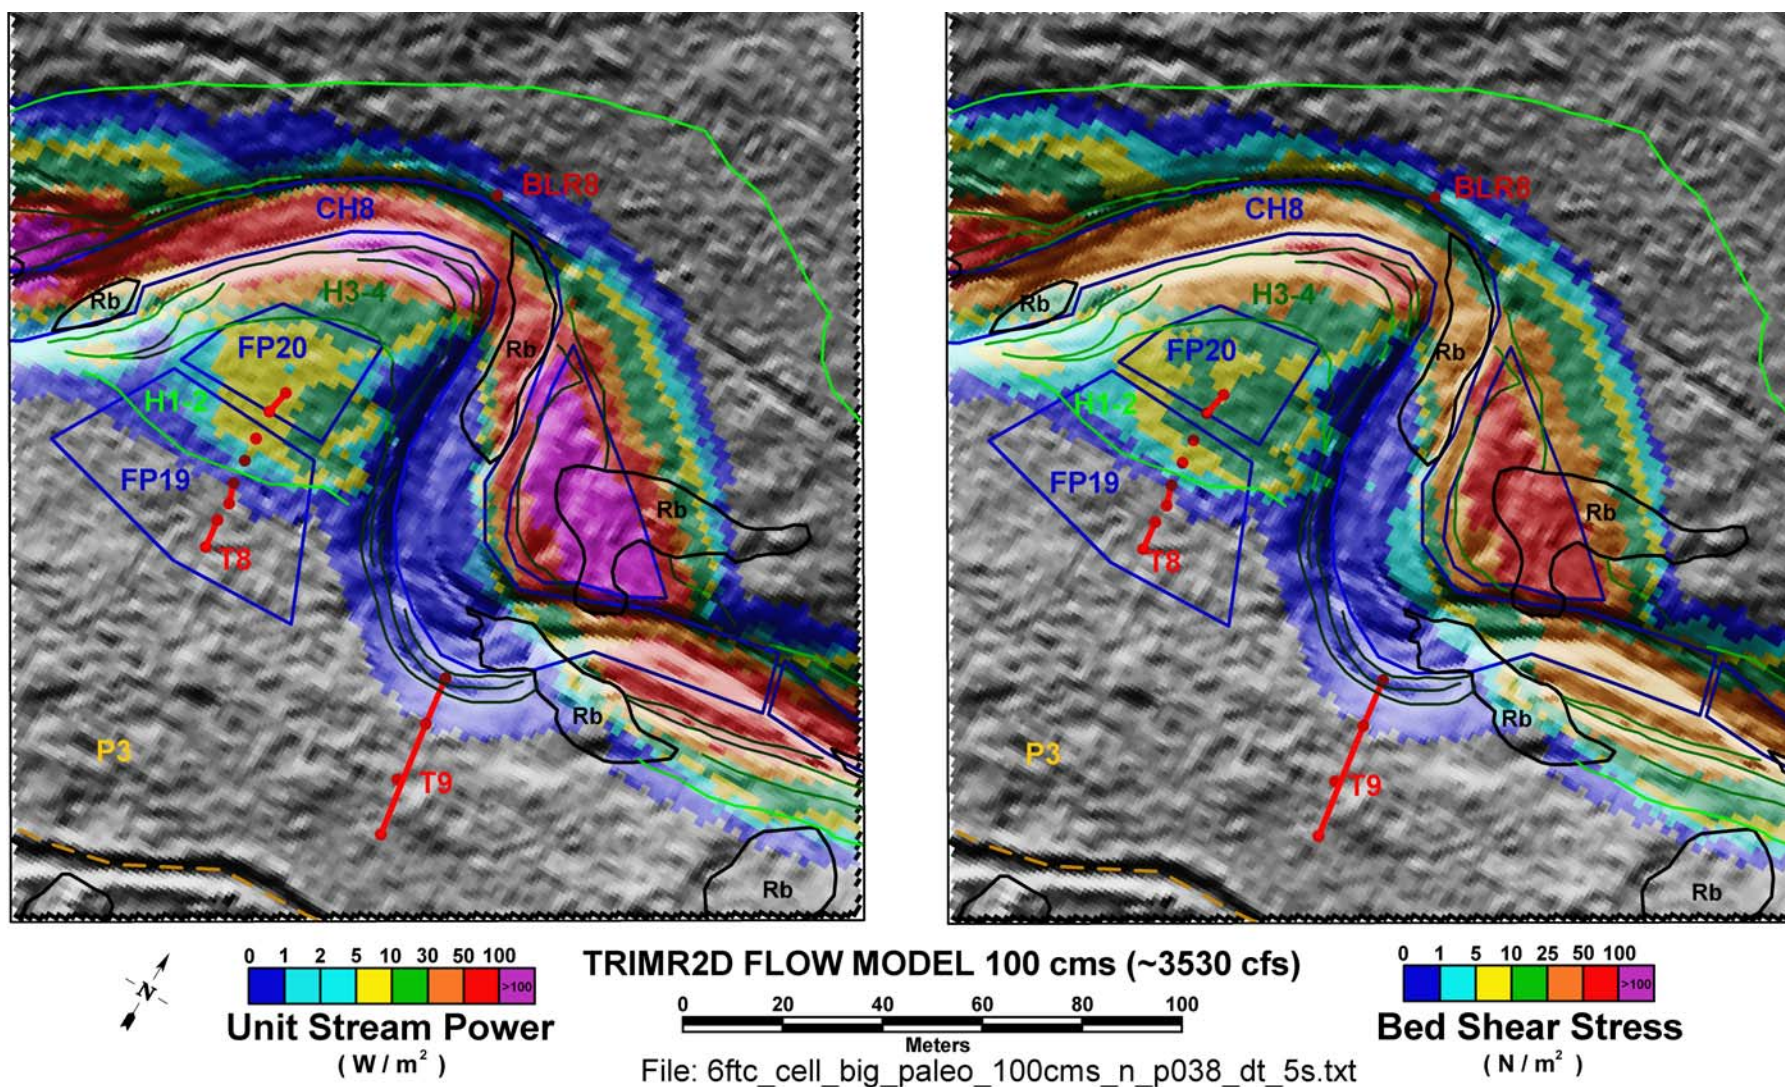 BLR8
CH8
Rb
H3-4
FP20
Rb
H1-2
FP19
Rb
T8
Rb
P3
T9
Rb
BLR8
CH8
Rb
H3-4
FP20
Rb
H1-2
FP19
Rb
T8
Rb
P3
T9
Rb
N
0 1 2 5 10 30 50 100
>100
Unit Stream Power
( W / m² )
TRIMR2D FLOW MODEL 100 cms (~3530 cfs)
0 20 40 60 80 100
Meters
File: 6ftc_cell_big_paleo_100cms_n_p038_dt_5s.txt
0 1 5 10 25 50 100
>100
Bed Shear Stress
( N / m² )